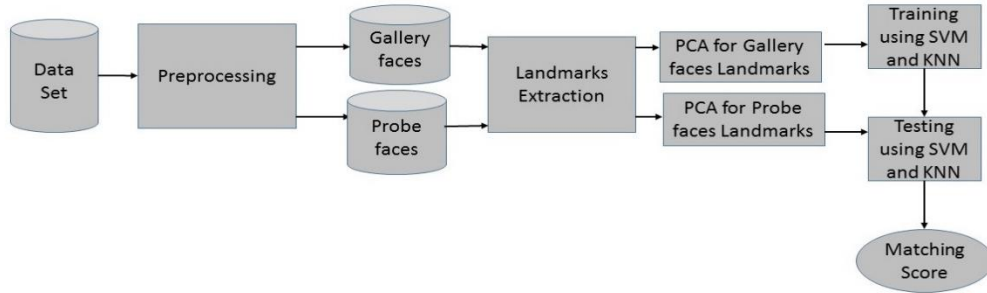 Data
Set
Preprocessing
Gallery
faces
Probe
faces
Landmarks
Extraction
PCA for Gallery
faces Landmarks
PCA for Probe
faces Landmarks
Training
using SVM
and KNN
Testing
using SVM
and KNN
Matching
Score